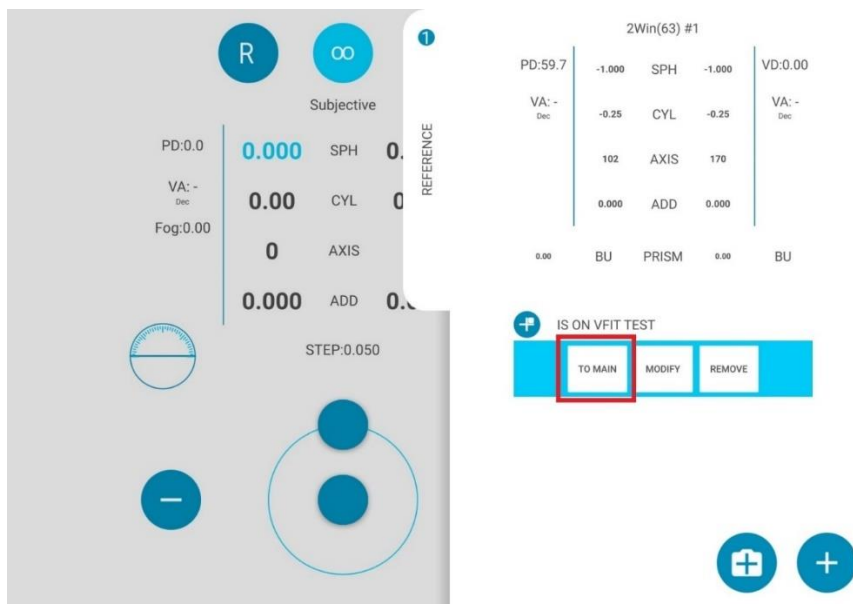 R
∞
Subjective
PD:0.0
0.000 SPH 0.
VA: -
Dec
0.00 CYL 0
Fog:0.00
0 AXIS
0.000 ADD 0.
STEP:0.050
−
1
REFERENCE
2Win(63) #1
PD:59.7 -1.000 SPH -1.000 VD:0.00
VA: - -0.25 CYL -0.25 VA: -
Dec Dec
102 AXIS 170
0.000 ADD 0.000
0.00 BU PRISM 0.00 BU
IS ON VFIT TEST
TO MAIN MODIFY REMOVE
+